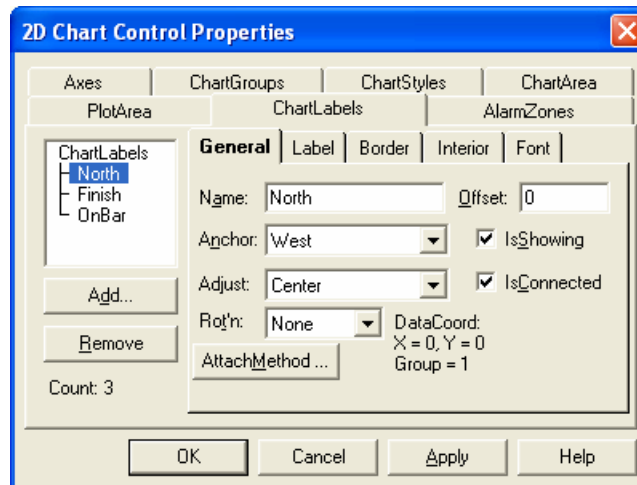 2D Chart Control Properties
Axes ChartGroups ChartStyles ChartArea
PlotArea ChartLabels AlarmZones
ChartLabels
North
Finish
OnBar
Add...
Remove
Count: 3
General Label Border Interior Font
Name: North Offset: 0
Anchor: West IsShowing
Adjust: Center IsConnected
Rot'n: None DataCoord:
X = 0, Y = 0
AttachMethod ... Group = 1
OK Cancel Apply Help